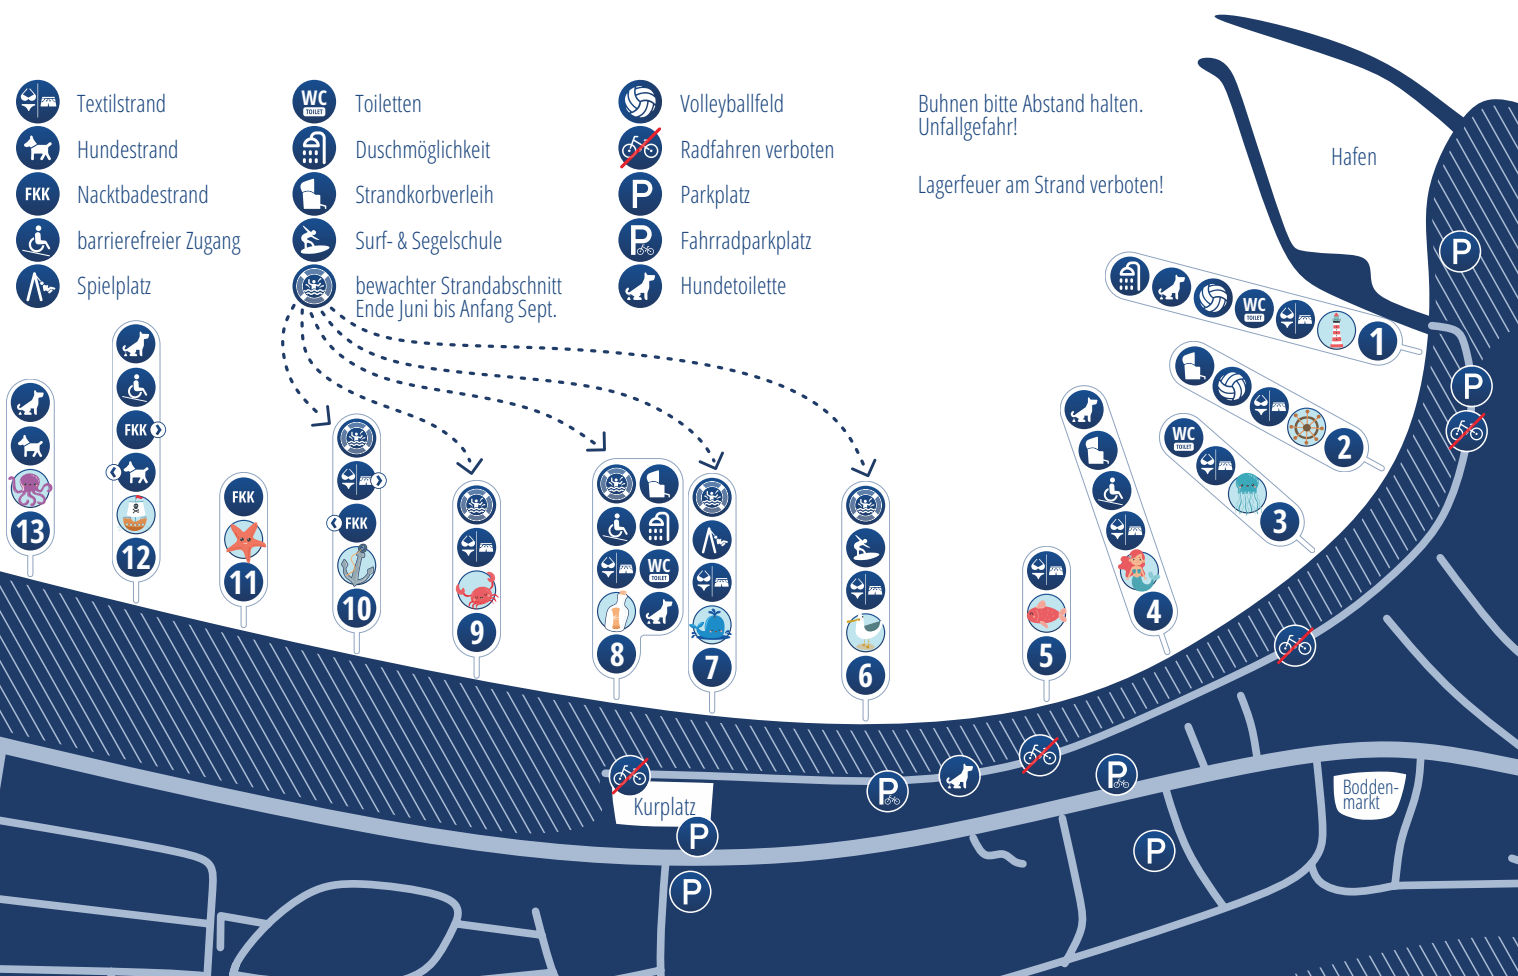 Textilstrand
Hundestrand
FKK Nacktbadestrand
barrierefreier Zugang
Spielplatz
WC TOILET Toiletten
Duschmöglichkeit
Strandkorbverleih
Surf- & Segelschule
bewachter Strandabschnitt
Ende Juni bis Anfang Sept.
Volleyballfeld
Radfahren verboten
P Parkplatz
P Fahrradparkplatz
Hundetoilette
Buhnen bitte Abstand halten.
Unfallgefahr!
Lagerfeuer am Strand verboten!
Hafen
P
WC TOILET 1
P
2
WC 3
4
5
6
7
WC TOILET
8
9
FKK
10
FKK
11
FKK
12
13
Kurplatz
P
P
P
P
P
Bodden-
markt